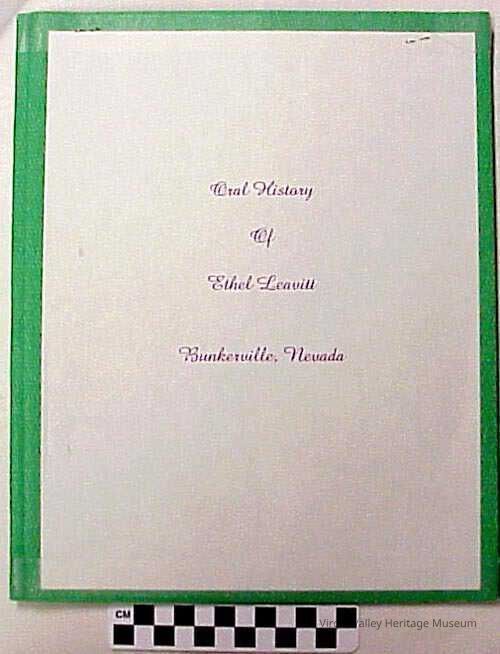 Oral History
Of
Ethel Leavitt
Bunkerville, Nevada
CM
Virgin Valley Heritage Museum